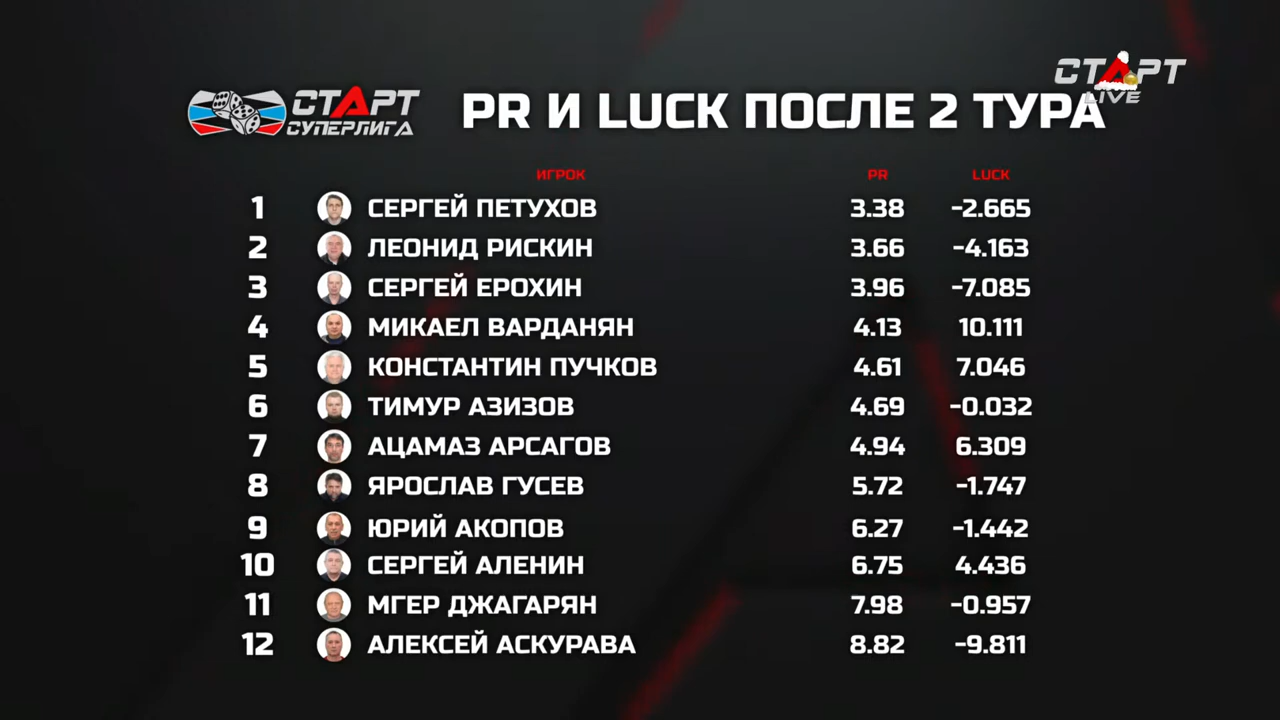 СТАРТ
LIVE
СТАРТ
СУПЕРЛИГА
PR И LUCK ПОСЛЕ 2 ТУРА
ИГРОК PR LUCK
1 СЕРГЕЙ ПЕТУХОВ 3.38 -2.665
2 ЛЕОНИД РИСКИН 3.66 -4.163
3 СЕРГЕЙ ЕРОХИН 3.96 -7.085
4 МИКАЕЛ ВАРДАНЯН 4.13 10.111
5 КОНСТАНТИН ПУЧКОВ 4.61 7.046
6 ТИМУР АЗИЗОВ 4.69 -0.032
7 АЦАМАЗ АРСАГОВ 4.94 6.309
8 ЯРОСЛАВ ГУСЕВ 5.72 -1.747
9 ЮРИЙ АКОПОВ 6.27 -1.442
10 СЕРГЕЙ АЛЕНИН 6.75 4.436
11 МГЕР ДЖАГАРЯН 7.98 -0.957
12 АЛЕКСЕЙ АСКУРАВА 8.82 -9.811